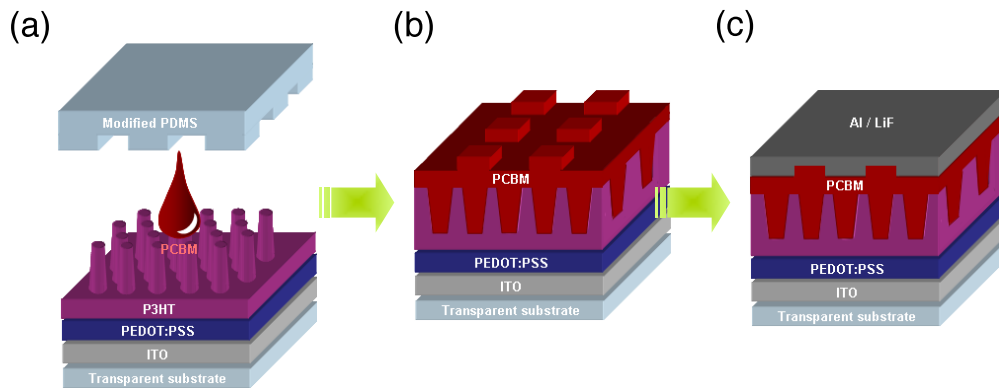 (a)
Modified PDMS
PCBM
P3HT
PEDOT:PSS
ITO
Transparent substrate
(b)
PCBM
PEDOT:PSS
ITO
Transparent substrate
(c)
Al / LiF
PCBM
PEDOT:PSS
ITO
Transparent substrate